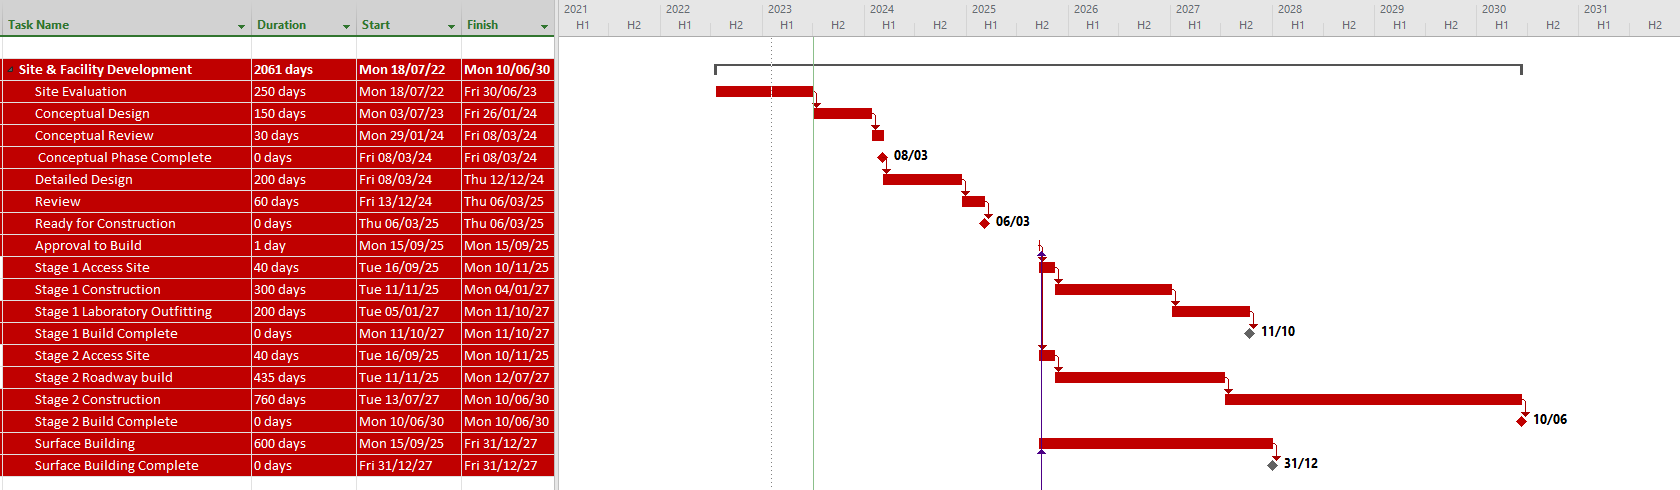 2021 2022 2023 2024 2025 2026 2027 2028 2029 2030 2031
Task Name Duration Start Finish H1 H2 H1 H2 H1 H2 H1 H2 H1 H2 H1 H2 H1 H2 H1 H2 H1 H2 H1 H2 H1 H2
Site & Facility Development 2061 days Mon 18/07/22 Mon 10/06/30
Site Evaluation 250 days Mon 18/07/22 Fri 30/06/23
Conceptual Design 150 days Mon 03/07/23 Fri 26/01/24
Conceptual Review 30 days Mon 29/01/24 Fri 08/03/24
Conceptual Phase Complete 0 days Fri 08/03/24 Fri 08/03/24 08/03
Detailed Design 200 days Fri 08/03/24 Thu 12/12/24
Review 60 days Fri 13/12/24 Thu 06/03/25
Ready for Construction 0 days Thu 06/03/25 Thu 06/03/25 06/03
Approval to Build 1 day Mon 15/09/25 Mon 15/09/25
Stage 1 Access Site 40 days Tue 16/09/25 Mon 10/11/25
Stage 1 Construction 300 days Tue 11/11/25 Mon 04/01/27
Stage 1 Laboratory Outfitting 200 days Tue 05/01/27 Mon 11/10/27
Stage 1 Build Complete 0 days Mon 11/10/27 Mon 11/10/27 11/10
Stage 2 Access Site 40 days Tue 16/09/25 Mon 10/11/25
Stage 2 Roadway build 435 days Tue 11/11/25 Mon 12/07/27
Stage 2 Construction 760 days Tue 13/07/27 Mon 10/06/30
Stage 2 Build Complete 0 days Mon 10/06/30 Mon 10/06/30 10/06
Surface Building 600 days Mon 15/09/25 Fri 31/12/27
Surface Building Complete 0 days Fri 31/12/27 Fri 31/12/27 31/12